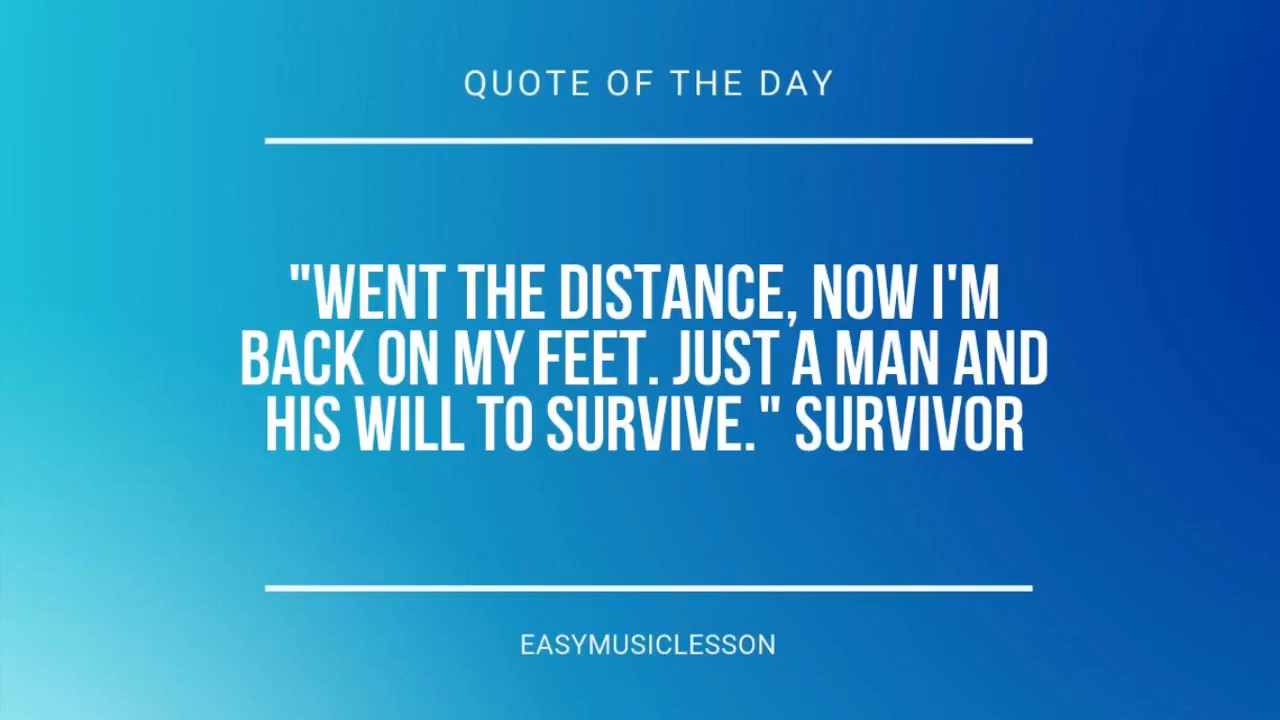 QUOTE OF THE DAY
"WENT THE DISTANCE, NOW I'M
BACK ON MY FEET. JUST A MAN AND
HIS WILL TO SURVIVE." SURVIVOR
EASYMUSICLESSON